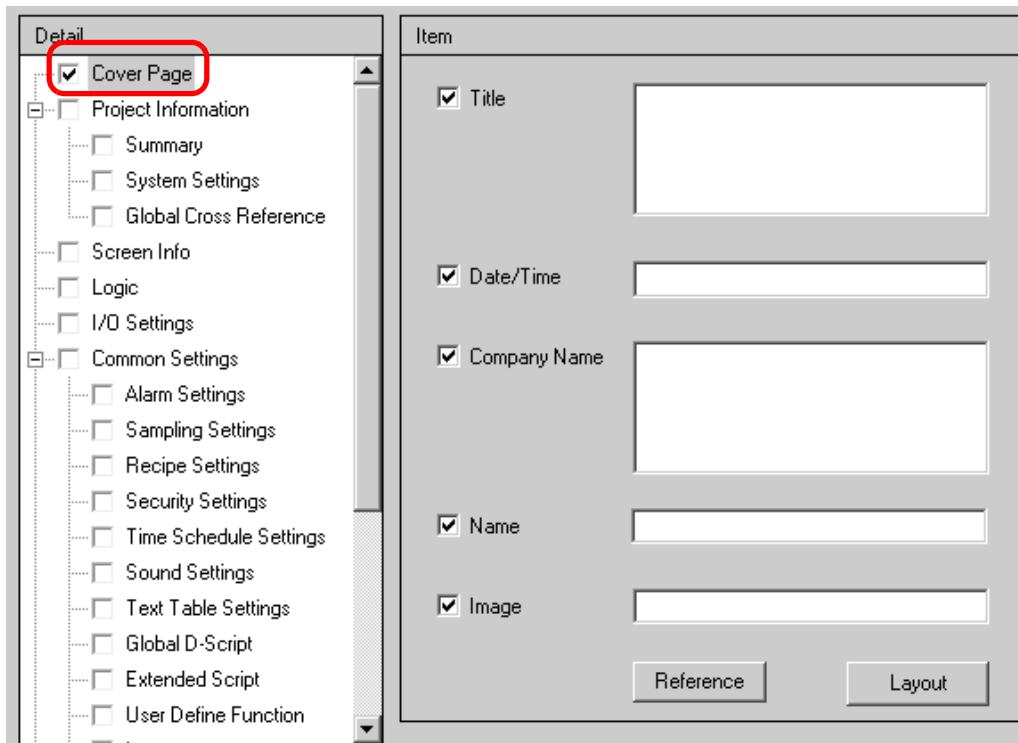 Detail
Cover Page
Project Information
Summary
System Settings
Global Cross Reference
Screen Info
Logic
I/O Settings
Common Settings
Alarm Settings
Sampling Settings
Recipe Settings
Security Settings
Time Schedule Settings
Sound Settings
Text Table Settings
Global D-Script
Extended Script
User Define Function
Item
Title
Date/Time
Company Name
Name
Image
Reference
Layout